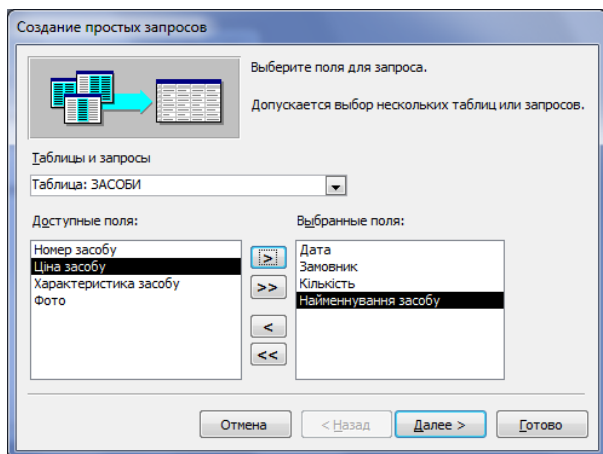 Создание простых запросов
Выберите поля для запроса.
Допускается выбор нескольких таблиц или запросов.
Таблицы и запросы
Таблица: ЗАСОБИ
Доступные поля:
Выбранные поля:
Номер засобу
Ціна засобу
Характеристика засобу
Фото
>
>>
<
<<
Дата
Замовник
Кількість
Найменнування засобу
Отмена
< Назад
Далее >
Готово